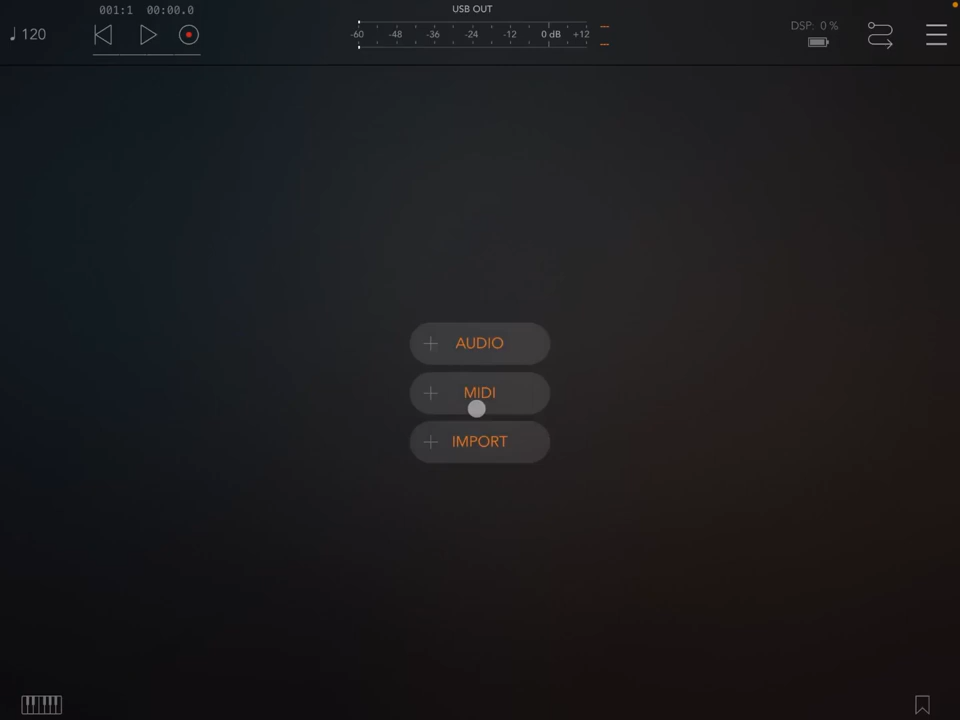 001:1 00:00.0
USB OUT
♩120
-60 -48 -36 -24 -12 0 dB +12
DSP: 0 %
AUDIO
MIDI
IMPORT